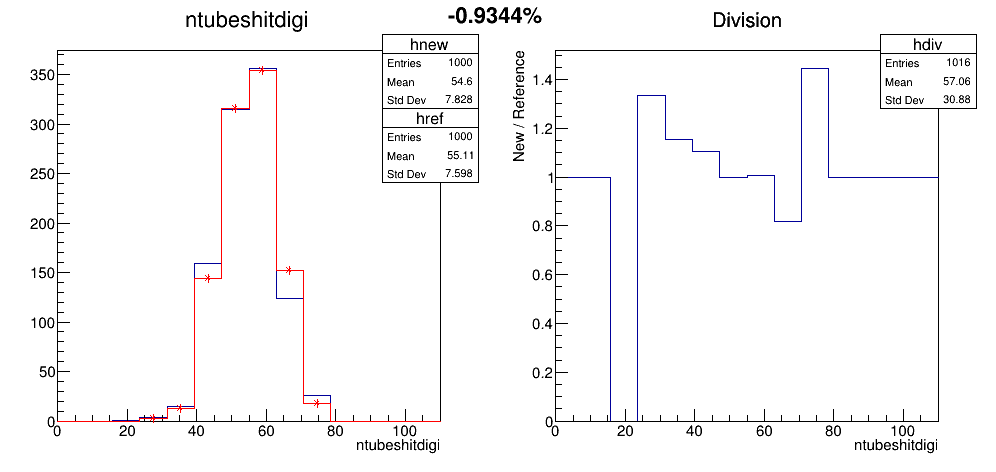 -0.9344%
ntubeshitdigi
hnew
Entries 1000
Mean 54.6
Std Dev 7.828
href
Entries 1000
Mean 55.11
Std Dev 7.598
350
300
250
200
150
100
50
0
0 20 40 60 80 100
ntubeshitdigi
Division
hdiv
Entries 1016
Mean 57.06
Std Dev 30.88
New / Reference
1.4
1.2
1
0.8
0.6
0.4
0.2
0
0 20 40 60 80 100
ntubeshitdigi